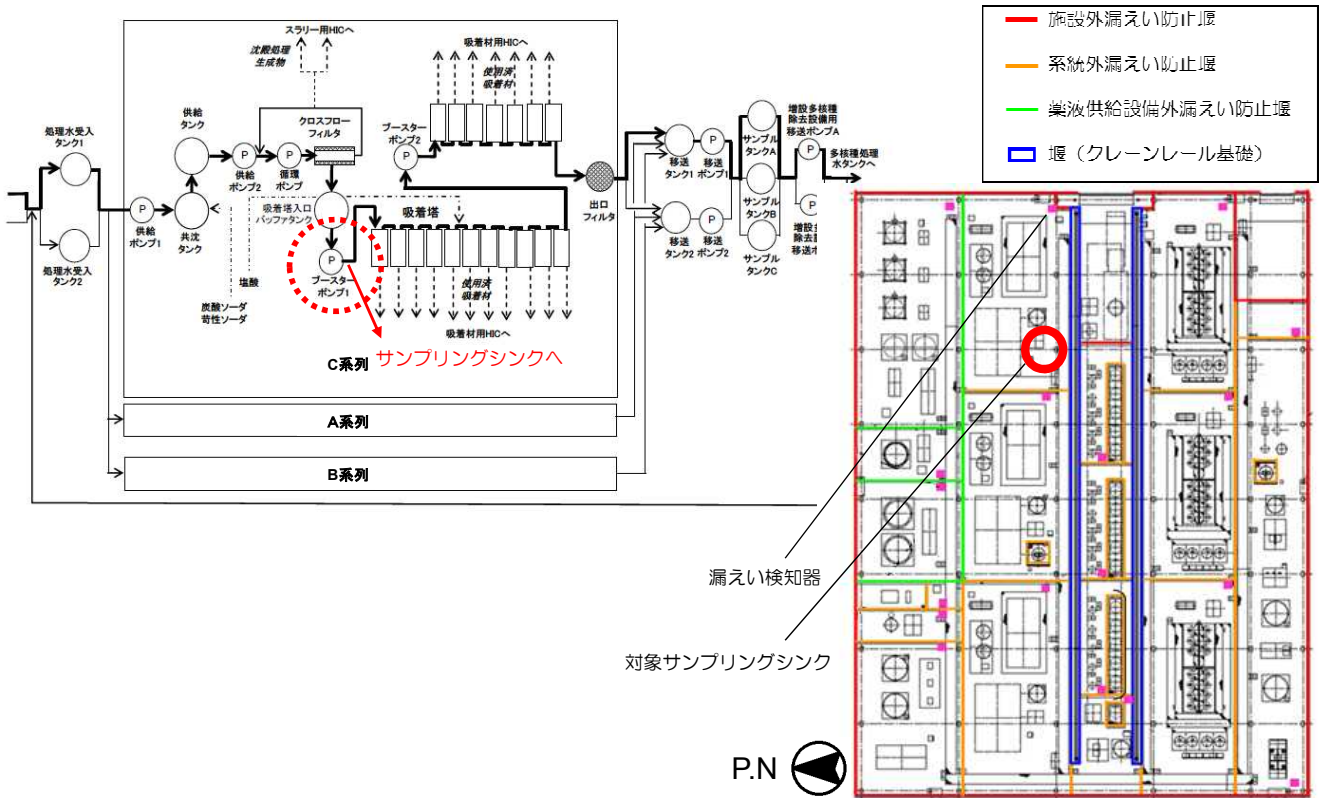 スラリー用HICへ
沈殿処理
生成物
吸着材用HICへ
使用済
吸着材
供給
タンク
クロスフロー
フィルタ
ブースター
ポンプ2
処理水受入
タンク1
P
供給
ポンプ2
P
循環
ポンプ
P
P
供給
ポンプ1
共沈
タンク
吸着塔入口
バッファタンク
吸着塔
P
ブースター
ポンプ1
処理水受入
タンク2
塩酸
炭酸ソーダ
苛性ソーダ
使用済
吸着材
吸着材用HICへ
サンプリングシンクへ
C系列
A系列
B系列
出口
フィルタ
移送
タンク1
P
移送
ポンプ1
移送
タンク2
P
移送
ポンプ2
サンプル
タンクA
サンプル
タンクB
サンプル
タンクC
増設多核種
除去設備用
移送ポンプA
P
多核種処理
水タンクへ
P
増設多
除去設
移送ポ
施設外漏えい防止堰
系統外漏えい防止堰
薬液供給設備外漏えい防止堰
堰（クレーンレール基礎）
漏えい検知器
対象サンプリングシンク
P.N